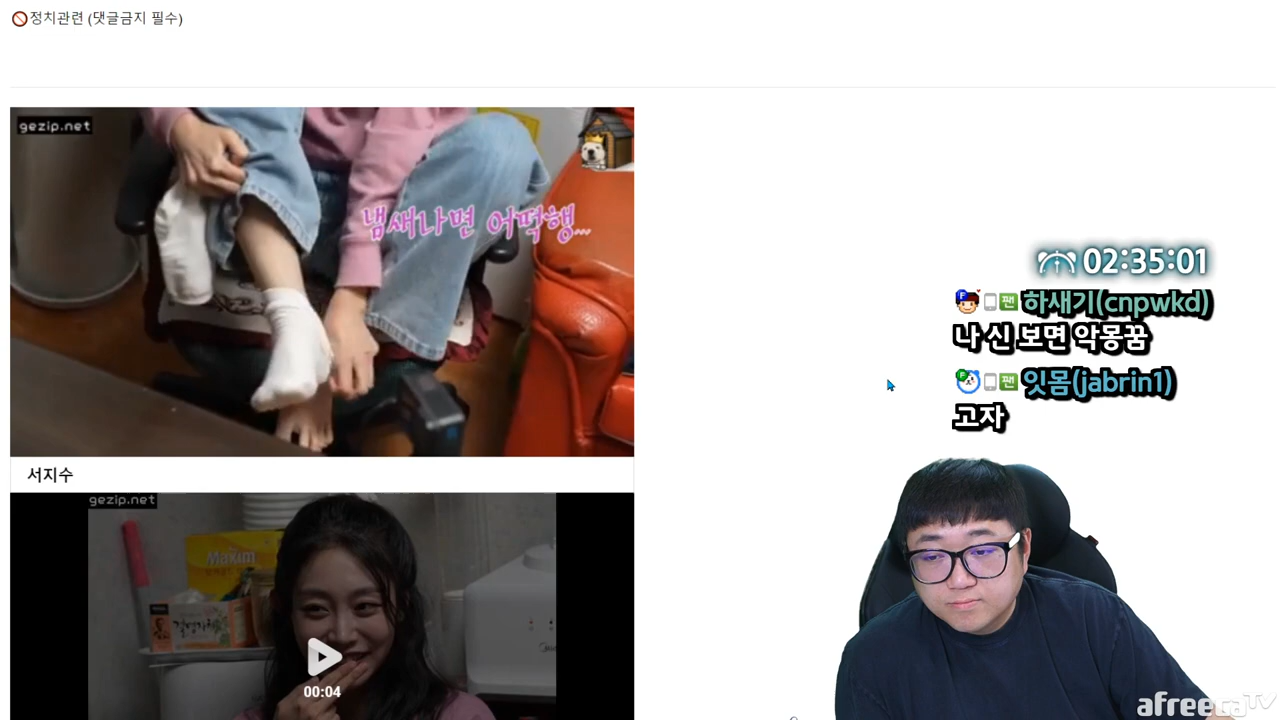 정치관련 (댓글금지 필수)
gezip.net
냄새나면 어떡행...
서지수
gezip.net
Maxim
00:04
02:35:01
팬 하새기(cnpwkd)
나 신 보면 악몽꿈
팬 잇몸(jabrin1)
고자
afreecaTV